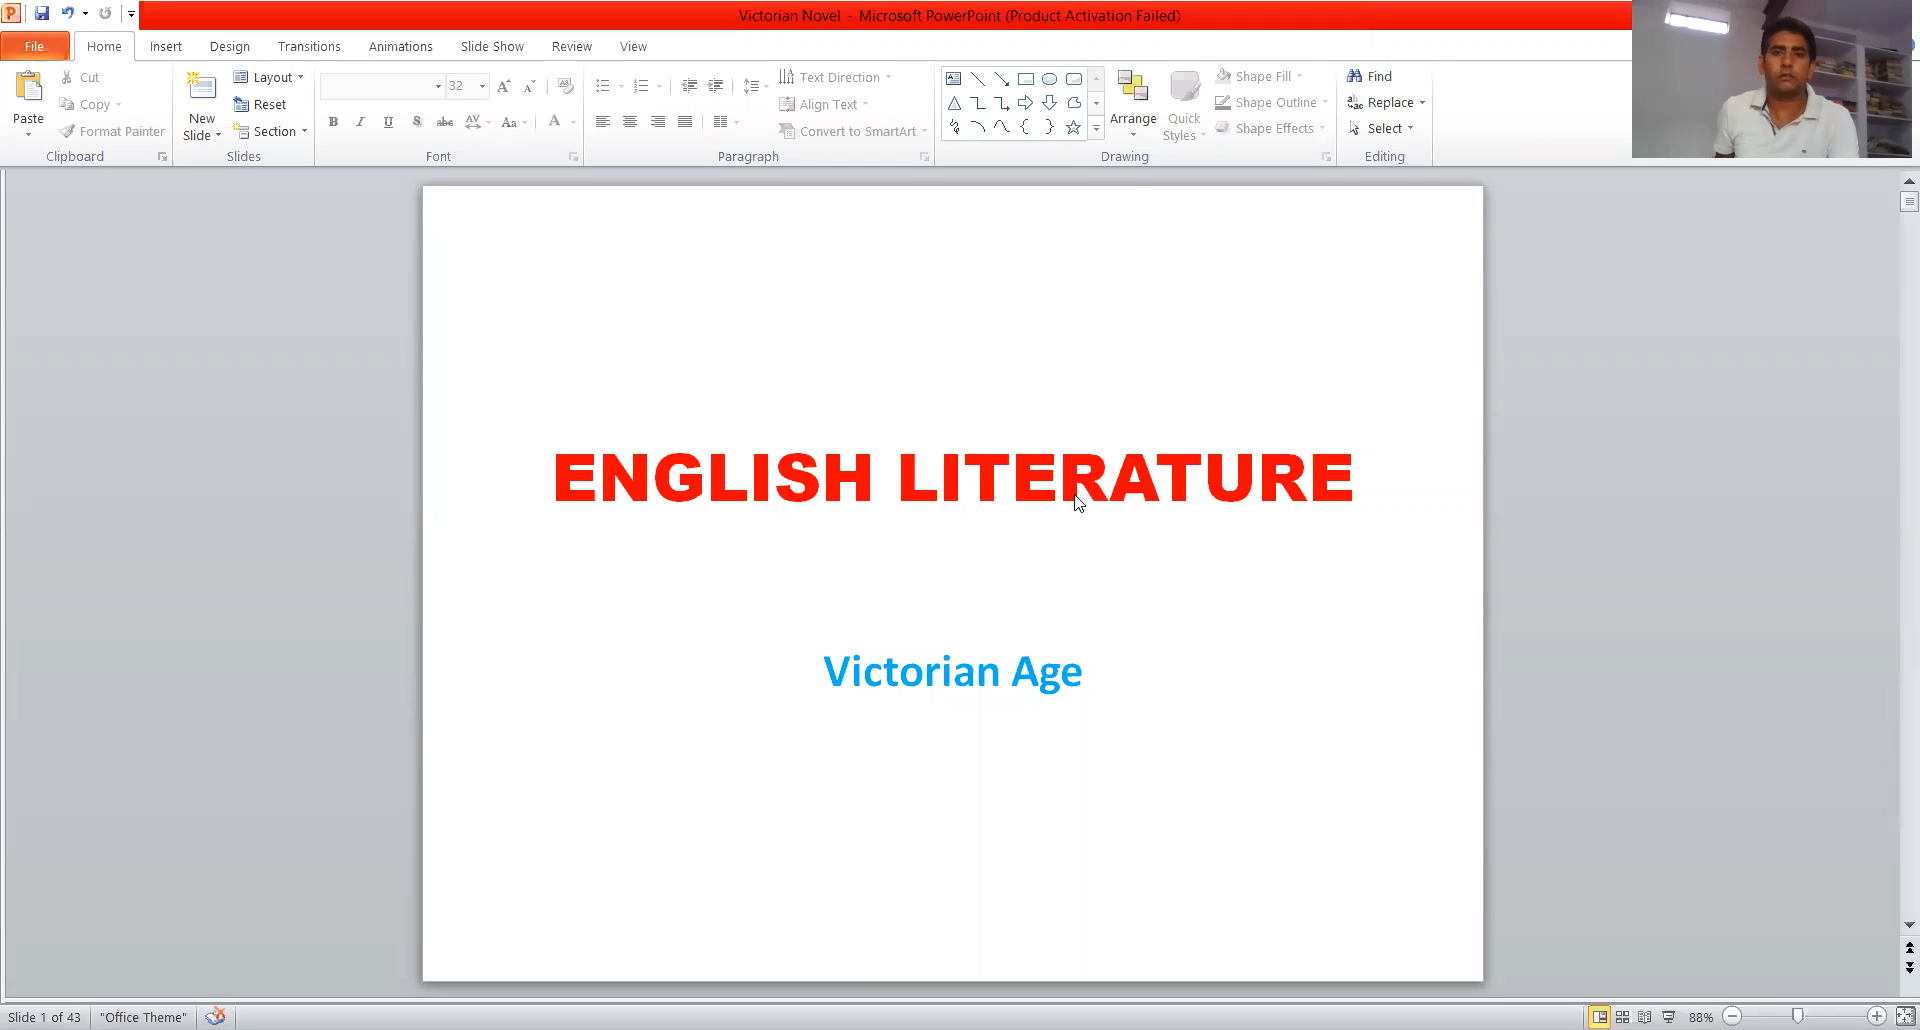 Victorian Novel - Microsoft PowerPoint (Product Activation Failed)
File Home Insert Design Transitions Animations Slide Show Review View
Paste
Cut
Copy
Format Painter
Clipboard
New
Slide
Layout
Reset
Section
Slides
32
B I U S abc AV Aa A
Font
Text Direction
Align Text
Convert to SmartArt
Paragraph
Arrange
Quick
Styles
Shape Fill
Shape Outline
Shape Effects
Drawing
Find
Replace
Select
Editing
ENGLISH LITERATURE
Victorian Age
Slide 1 of 43 "Office Theme" 88%